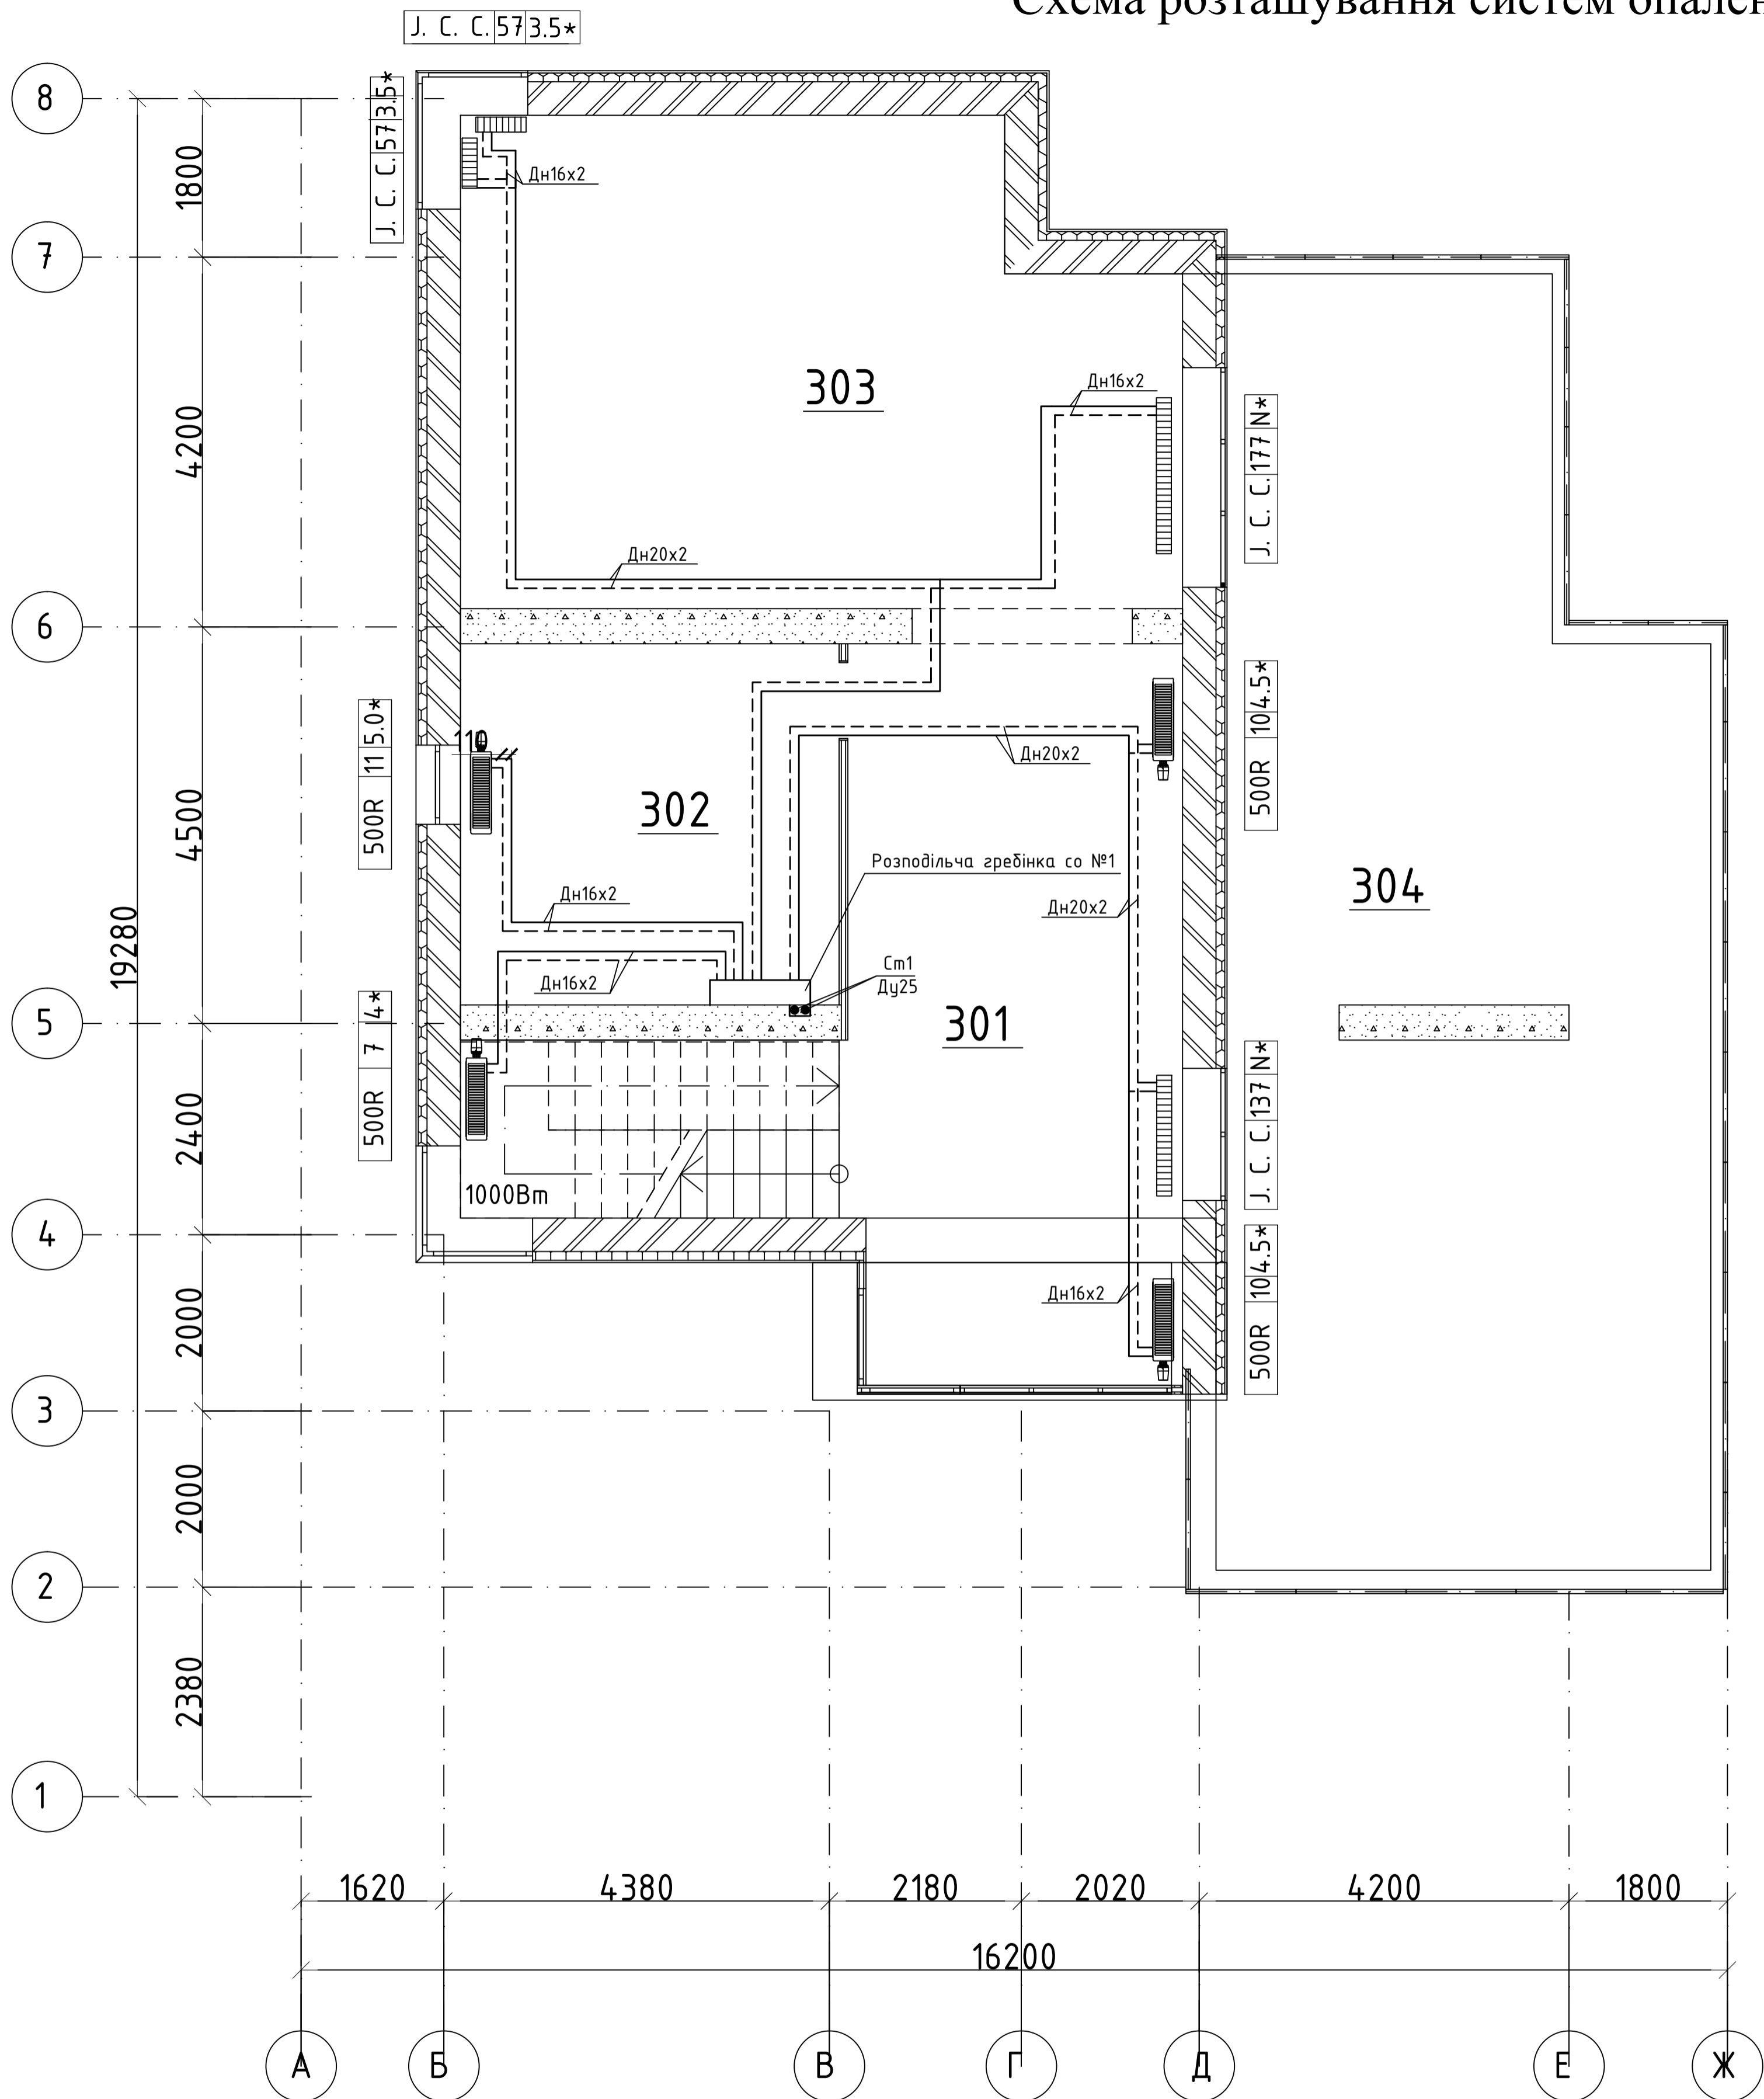 Схема розташування систем опален
J. C. C. 57 3.5*
8
J. C. C. 57 3.5*
1800
Дн16х2
7
303
Дн16х2
J. C. C. 177 N*
4200
Дн20х2
6
500R 10 4.5*
500R 11 5.0*
110
Дн20х2
302
4500
Розподільча гребінка со №1
304
Дн16х2
Дн20х2
19280
Ст1
Ду25
Дн16х2
5
301
500R 7 4*
J. C. C. 137 N*
2400
1000Вт
4
500R 10 4.5*
Дн16х2
2000
3
2000
2
2380
1
1620
4380
2180
2020
4200
1800
16200
А
Б
В
Г
Д
Е
Ж